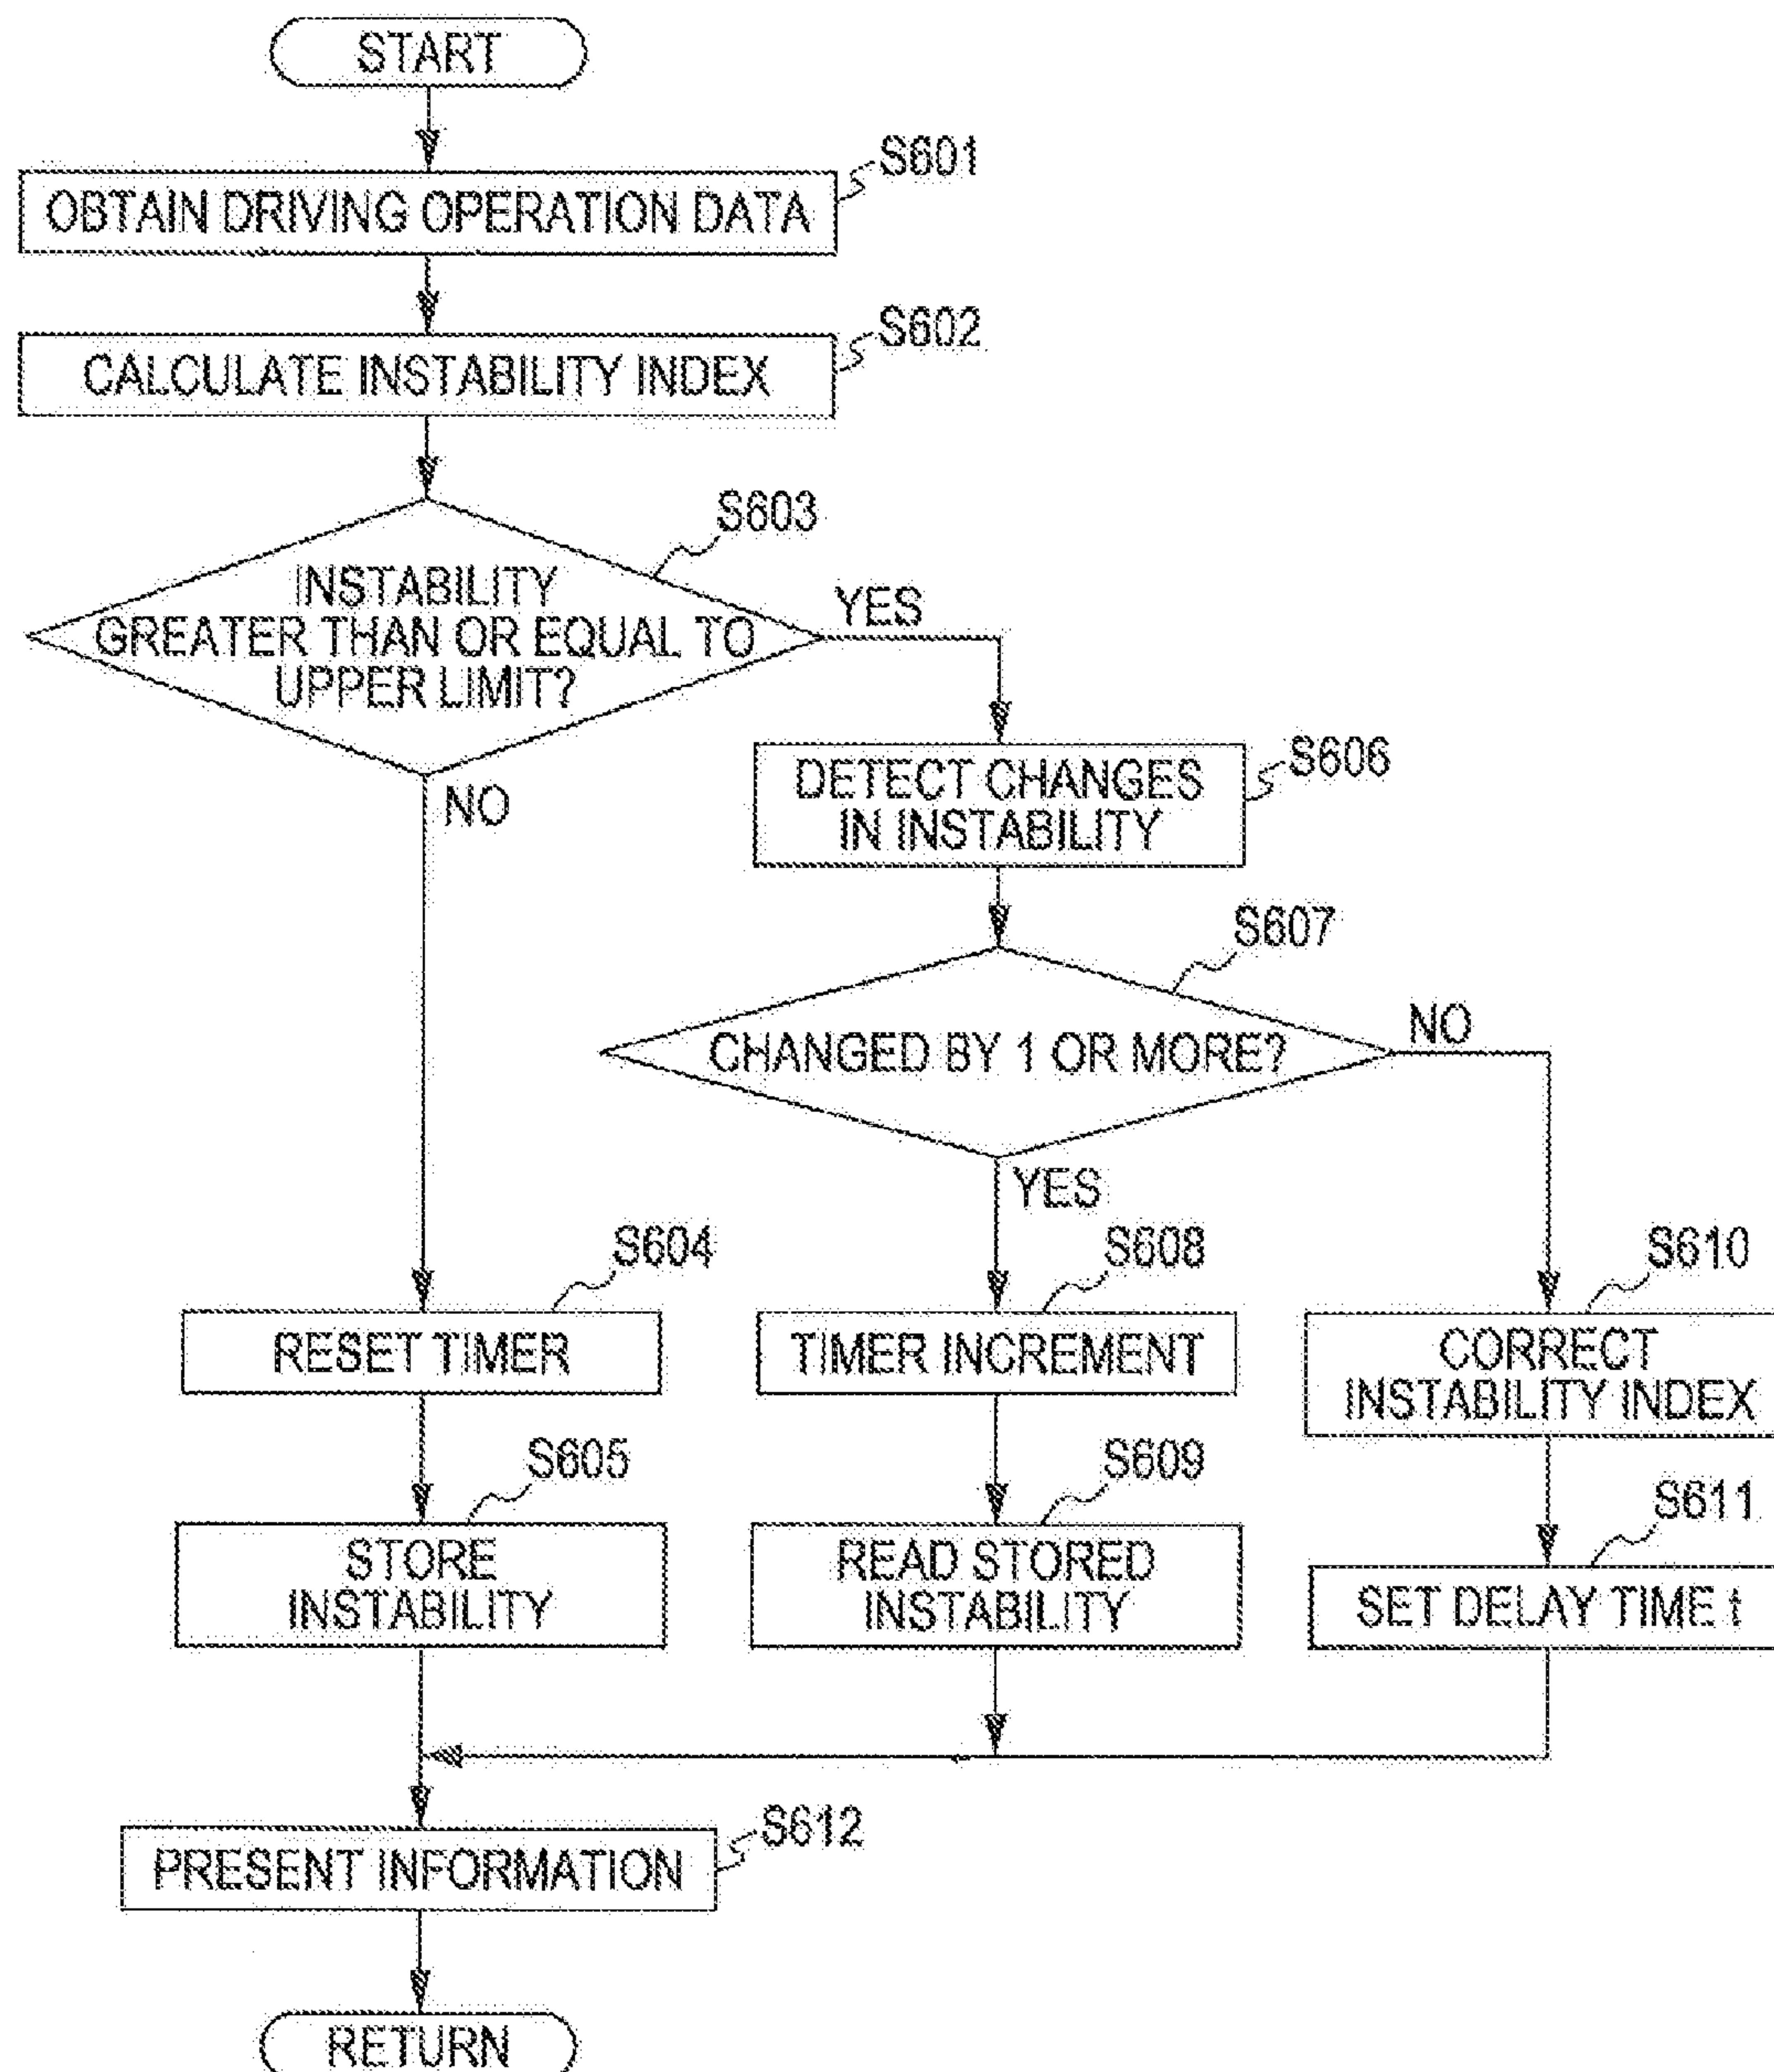 START
S601
OBTAIN DRIVING OPERATION DATA
S602
CALCULATE INSTABILITY INDEX
S603
INSTABILITY
GREATER THAN OR EQUAL TO
UPPER LIMIT?
YES
NO
S606
DETECT CHANGES
IN INSTABILITY
S607
CHANGED BY 1 OR MORE?
NO
YES
S604
RESET TIMER
S608
TIMER INCREMENT
S610
CORRECT
INSTABILITY INDEX
S605
STORE
INSTABILITY
S609
READ STORED
INSTABILITY
S611
SET DELAY TIME t
S612
PRESENT INFORMATION
RETURN